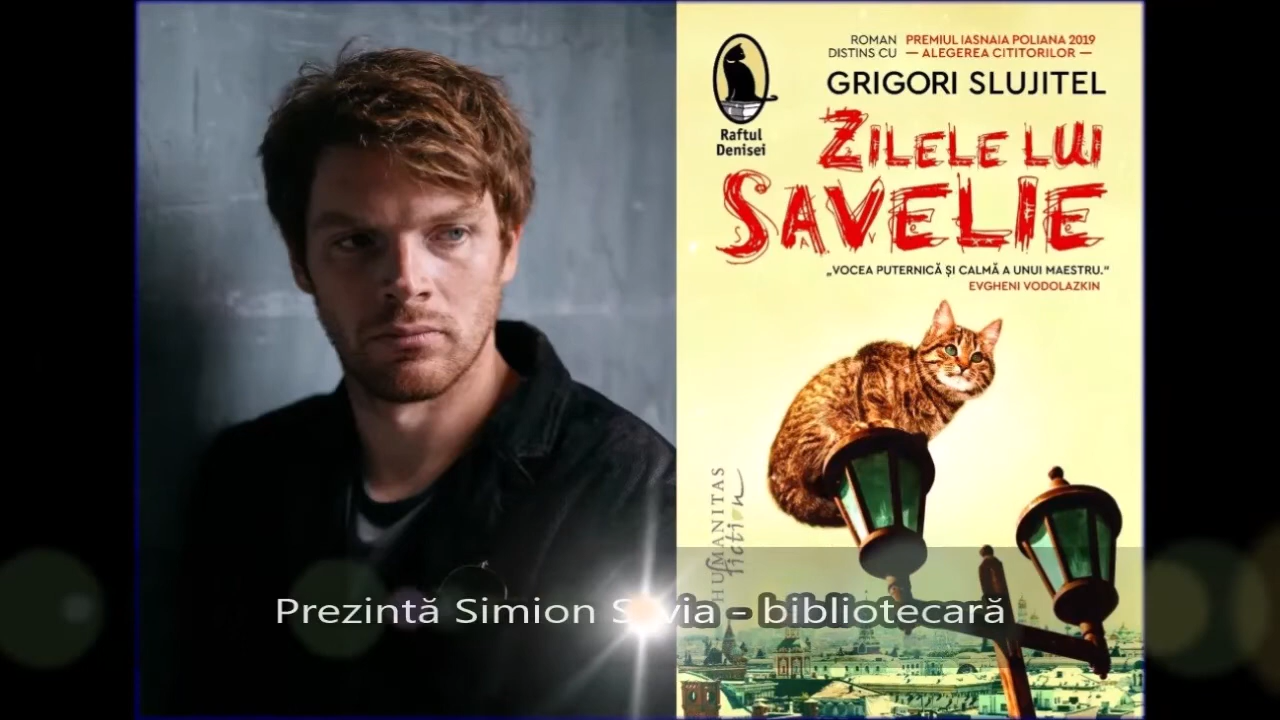 ROMAN
DISTINS CU
PREMIUL IASNAIA POLIANA 2019
— ALEGEREA CITITORILOR —
GRIGORI SLUJITEL
Raftul
Denisei
ZILELE LUI
SAVELIE
„VOCEA PUTERNICĂ ȘI CALMĂ A UNUI MAESTRU.“
EVGHENI VODOLAZKIN
HUMANITAS
fiction
Prezintă Simion - bibliotecară